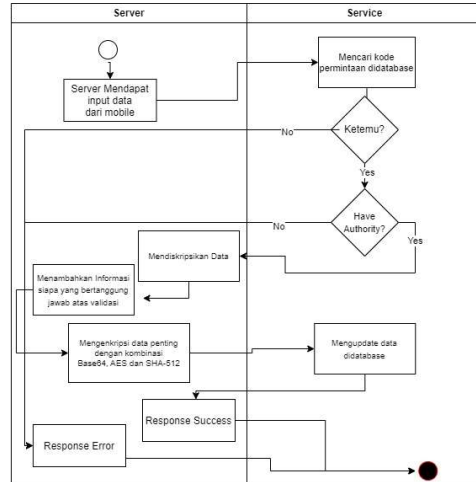 Server
Service
Server Mendapat
input data
dari mobile
Mencari kode
permintaan didatabase
Ketemu?
No
Yes
Have
Authority?
No
Yes
Mendiskripsikan Data
Menambahkan Informasi
siapa yang bertanggung
jawab atas validasi
Mengenkripsi data penting
dengan kombinasi
Base64, AES dan SHA-512
Mengupdate data
didatabase
Response Success
Response Error